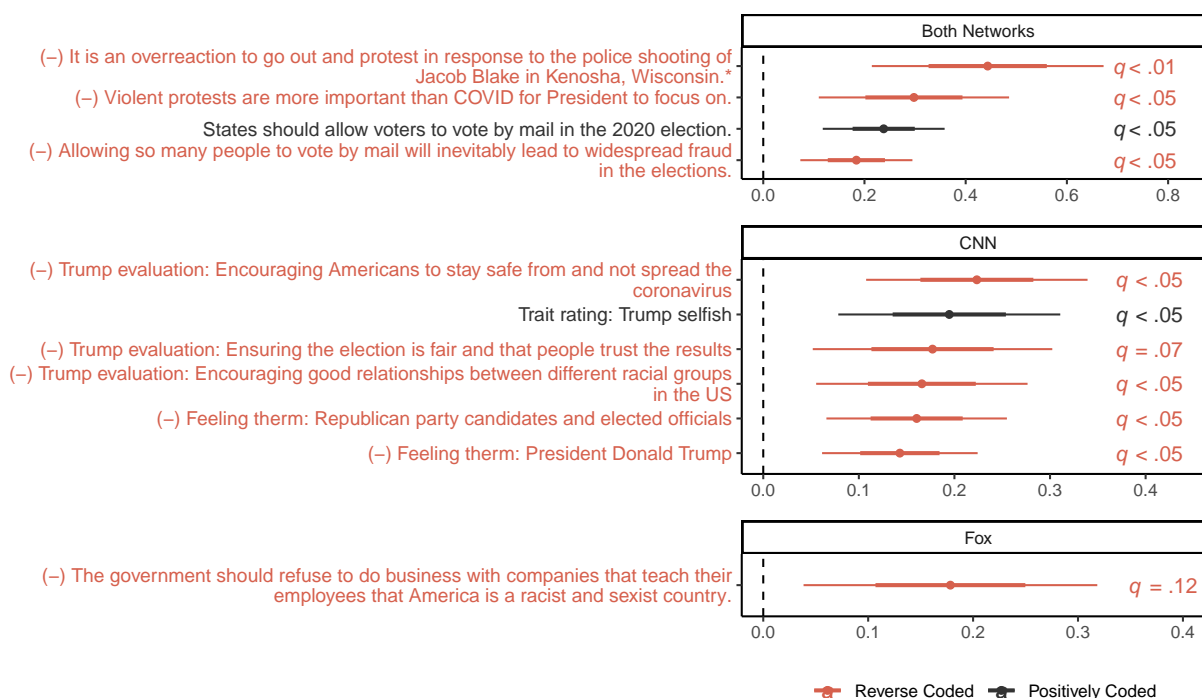 Both Networks
(−) It is an overreaction to go out and protest in response to the police shooting of
Jacob Blake in Kenosha, Wisconsin.*
q < .01
(−) Violent protests are more important than COVID for President to focus on.
q < .05
States should allow voters to vote by mail in the 2020 election.
q < .05
(−) Allowing so many people to vote by mail will inevitably lead to widespread fraud
in the elections.
q < .05
0.0 0.2 0.4 0.6 0.8
CNN
(−) Trump evaluation: Encouraging Americans to stay safe from and not spread the
coronavirus
q < .05
Trait rating: Trump selfish
q < .05
(−) Trump evaluation: Ensuring the election is fair and that people trust the results
q = .07
(−) Trump evaluation: Encouraging good relationships between different racial groups
in the US
q < .05
(−) Feeling therm: Republican party candidates and elected officials
q < .05
(−) Feeling therm: President Donald Trump
q < .05
0.0 0.1 0.2 0.3 0.4
Fox
(−) The government should refuse to do business with companies that teach their
employees that America is a racist and sexist country.
q = .12
0.0 0.1 0.2 0.3 0.4
a Reverse Coded a Positively Coded